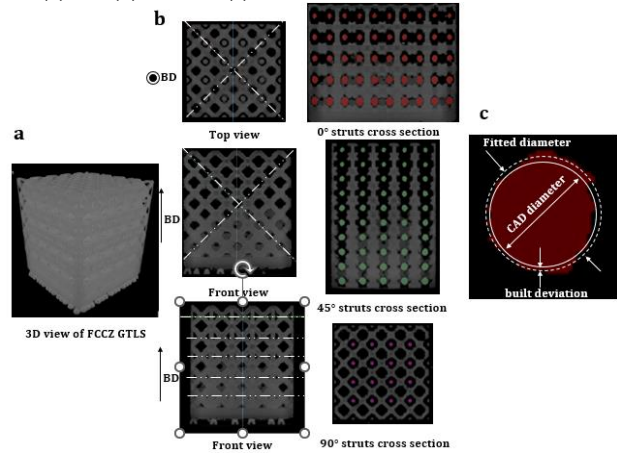 b
BD
Top view
0° struts cross section
a
c
Fitted diameter
CAD diameter
built deviation
BD
3D view of FCCZ GTLS
Front view
45° struts cross section
BD
Front view
90° struts cross section